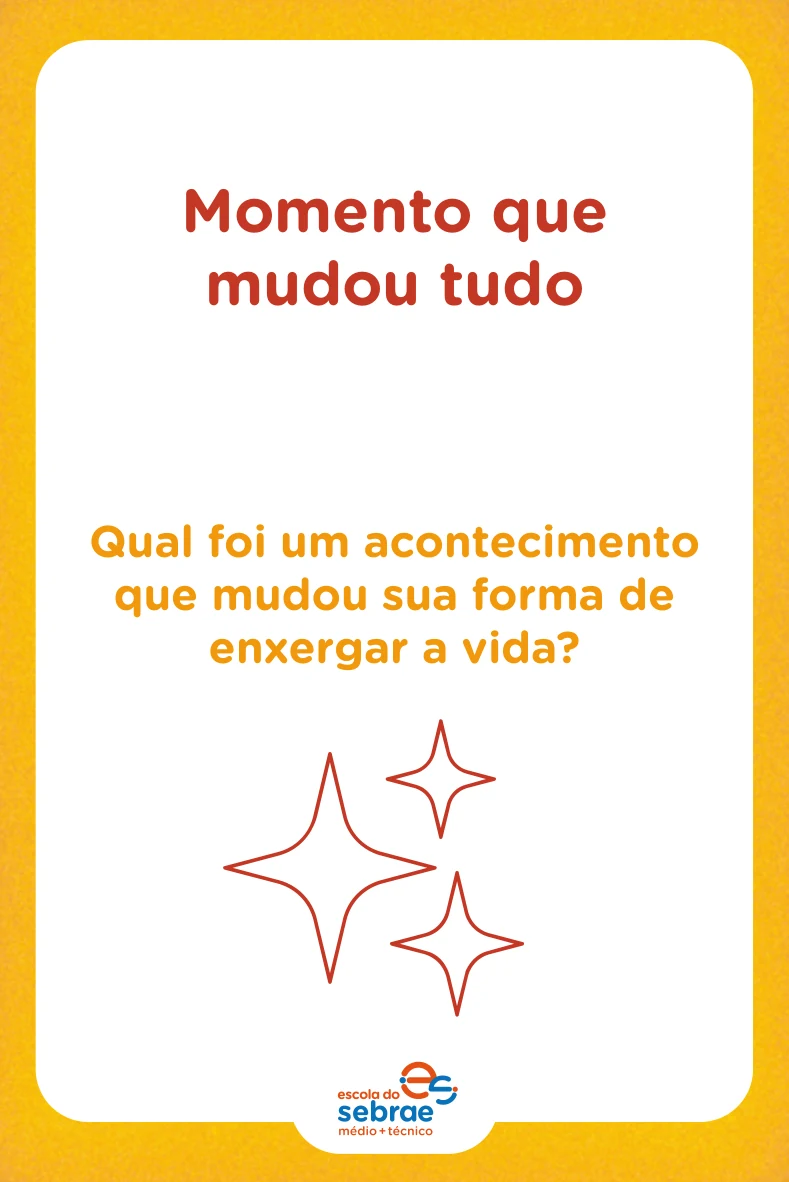 Momento que
mudou tudo
Qual foi um acontecimento
que mudou sua forma de
enxergar a vida?
escola do
sebrae
médio + técnico